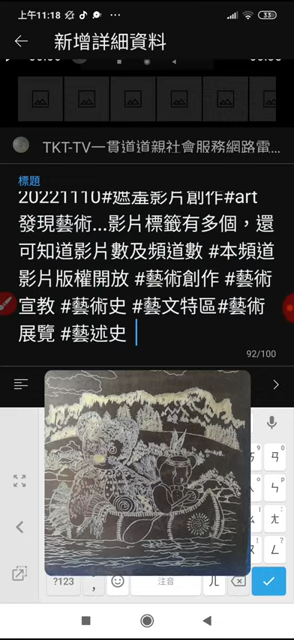 上午11:18
33
新增詳細資料
TKT-TV一貫道道親社會服務網路電...
標題
20221110#遮羞影片創作#art
發現藝術...影片標籤有多個，還
可知道影片數及頻道數 #本頻道
影片版權開放 #藝術創作 #藝術
宣教 #藝術史 #藝文特區#藝術
展覽 #藝述史
92/100
ㄢ 0 ㄞ
ㄣ
ㄤ
ㄥ
?123
，
注音
ㄦ